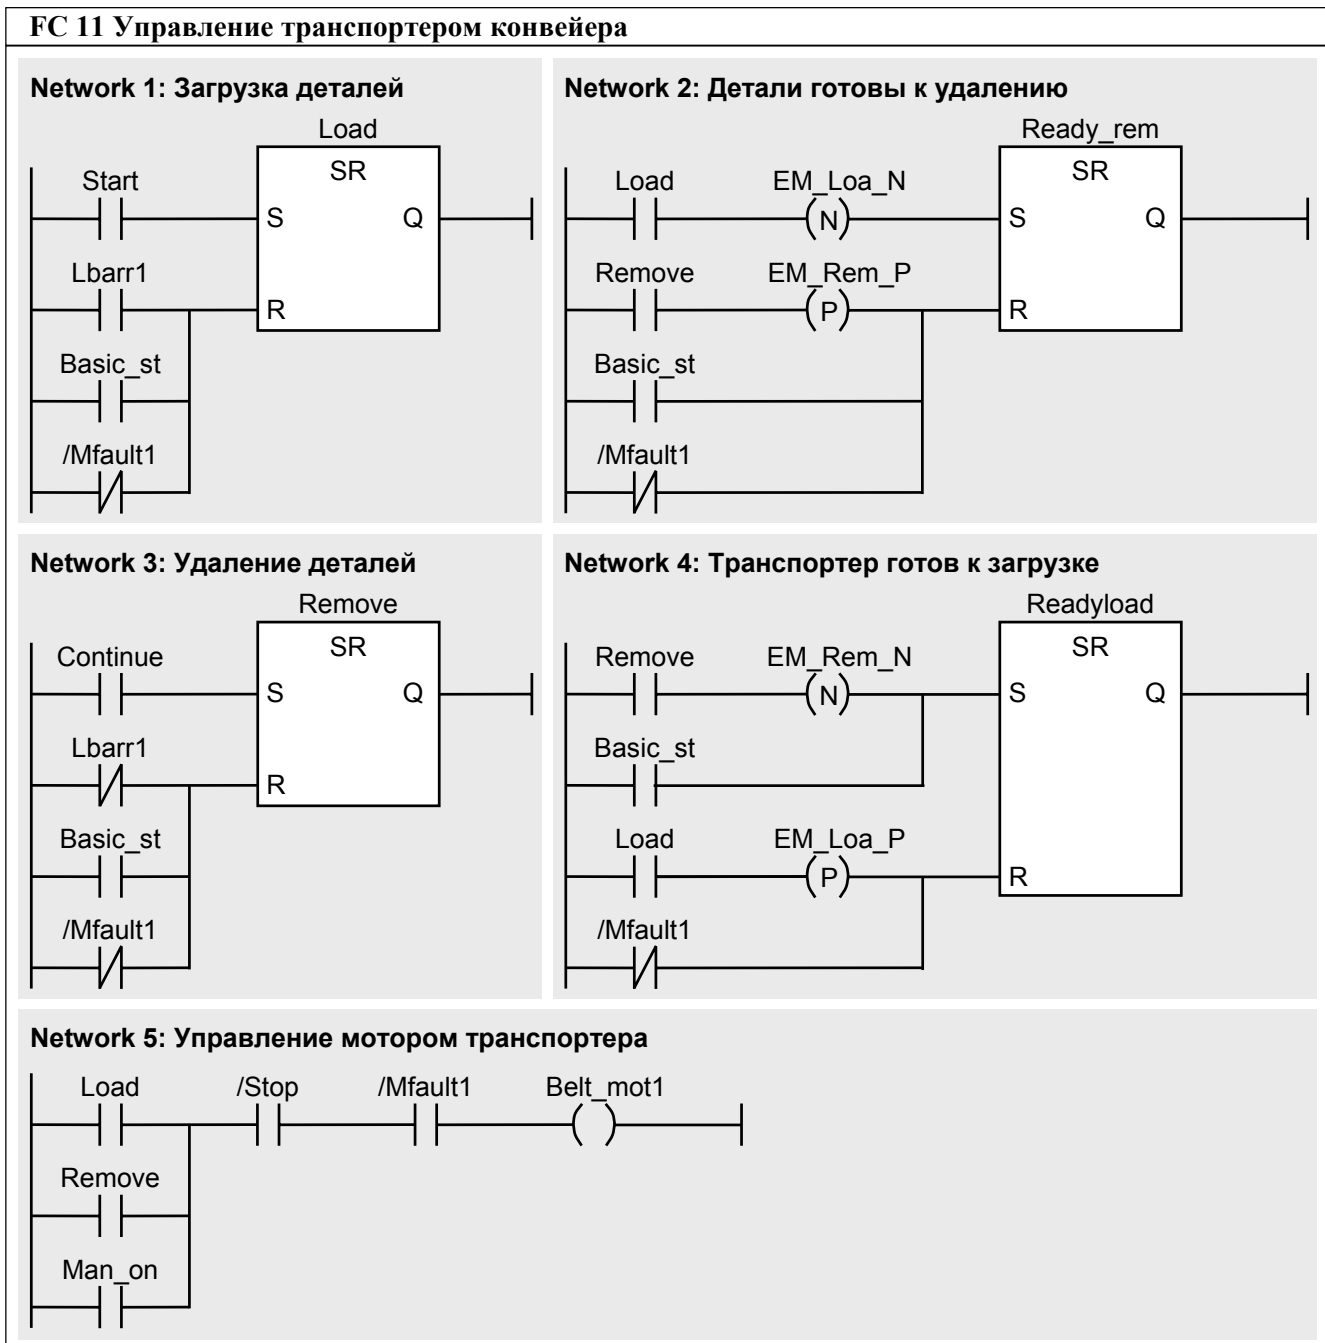 FC 11 Управление транспортером конвейера
Network 1: Загрузка деталей
Load
SR
Start
S Q
Lbarr1
R
Basic_st
/Mfault1
Network 2: Детали готовы к удалению
Ready_rem
SR
Load EM_Loa_N
(N) S Q
Remove EM_Rem_P
(P) R
Basic_st
/Mfault1
Network 3: Удаление деталей
Remove
SR
Continue
S Q
Lbarr1
R
Basic_st
/Mfault1
Network 4: Транспортер готов к загрузке
Readyload
SR
Remove EM_Rem_N
(N) S Q
Basic_st
Load EM_Loa_P
(P) R
/Mfault1
Network 5: Управление мотором транспортера
Load /Stop /Mfault1 Belt_mot1
Remove
Man_on